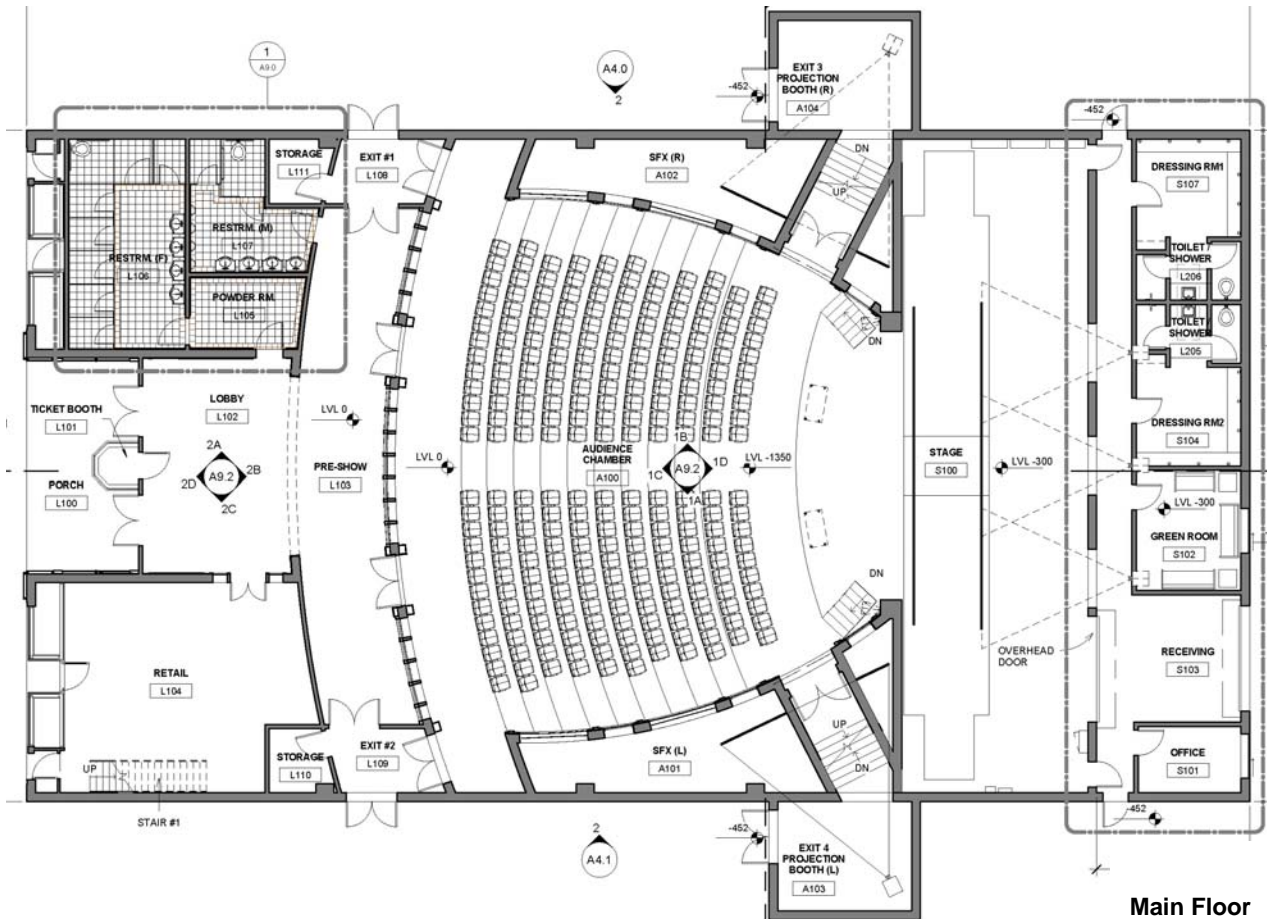 1
A9.0
A4.0
2
EXIT 3
PROJECTION
BOOTH (R)
A104
-452
-452
STORAGE
L111
EXIT #1
L108
SFX (R)
A102
DN
UP
DRESSING RM1
S107
RESTRM. (M)
L107
RESTRM. (F)
L106
POWDER RM.
L105
TOILET /
SHOWER
L206
TOILET /
SHOWER
L205
DN
LOBBY
L102
TICKET BOOTH
L101
LVL 0
PRE-SHOW
L103
PORCH
L100
2A
2B
2C
2D
A9.2
LVL 0
AUDIENCE
CHAMBER
A100
1B
1D
1C
1A
A9.2
LVL -1350
STAGE
S100
LVL -300
DRESSING RM2
S104
LVL -300
GREEN ROOM
S102
DN
OVERHEAD
DOOR
RECEIVING
S103
RETAIL
L104
UP
STAIR #1
STORAGE
L110
EXIT #2
L109
SFX (L)
A101
UP
DN
OFFICE
S101
2
A4.1
-452
EXIT 4
PROJECTION
BOOTH (L)
A103
-452
Main Floor